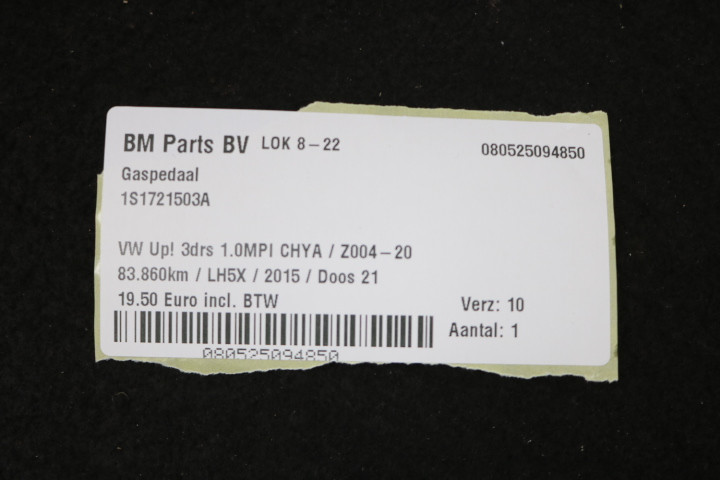 BM Parts BV LOK 8-22 080525094850
Gaspedaal
1S1721503A
VW Up! 3drs 1.0MPI CHYA / Z004-20
83.860km / LH5X / 2015 / Doos 21
19.50 Euro incl. BTW Verz: 10
Aantal: 1
080525094850